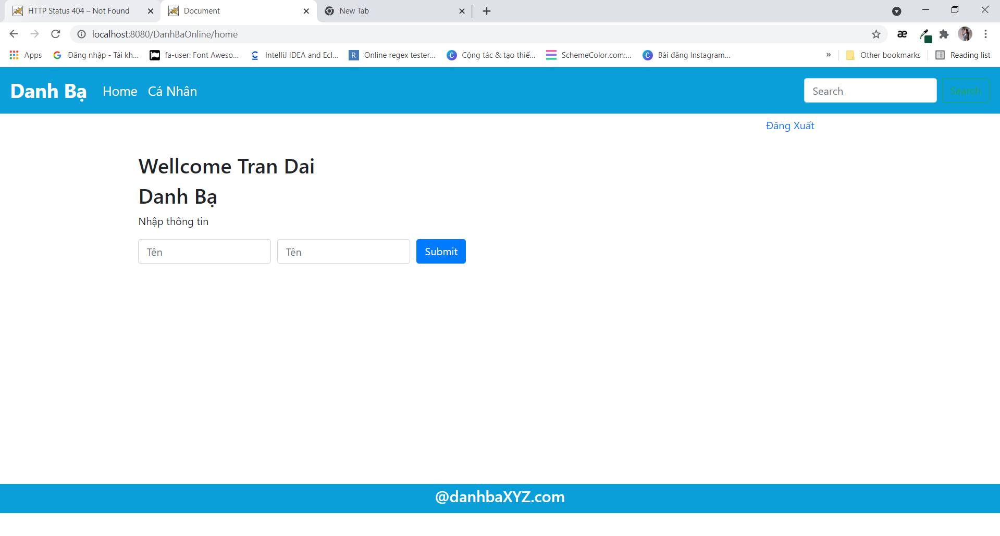 HTTP Status 404 – Not Found
Document
New Tab
localhost:8080/DanhBaOnline/home
Apps
Đăng nhập - Tài kh...
fa-user: Font Aweso...
IntelliJ IDEA and Ecl...
Online regex tester...
Cộng tác & tạo thiế...
SchemeColor.com:...
Bài đăng Instagram...
»
Other bookmarks
Reading list
Danh Bạ
Home
Cá Nhân
Search
Search
Đăng Xuất
Wellcome Tran Dai
Danh Bạ
Nhập thông tin
Tên
Tên
Submit
@danhbaXYZ.com